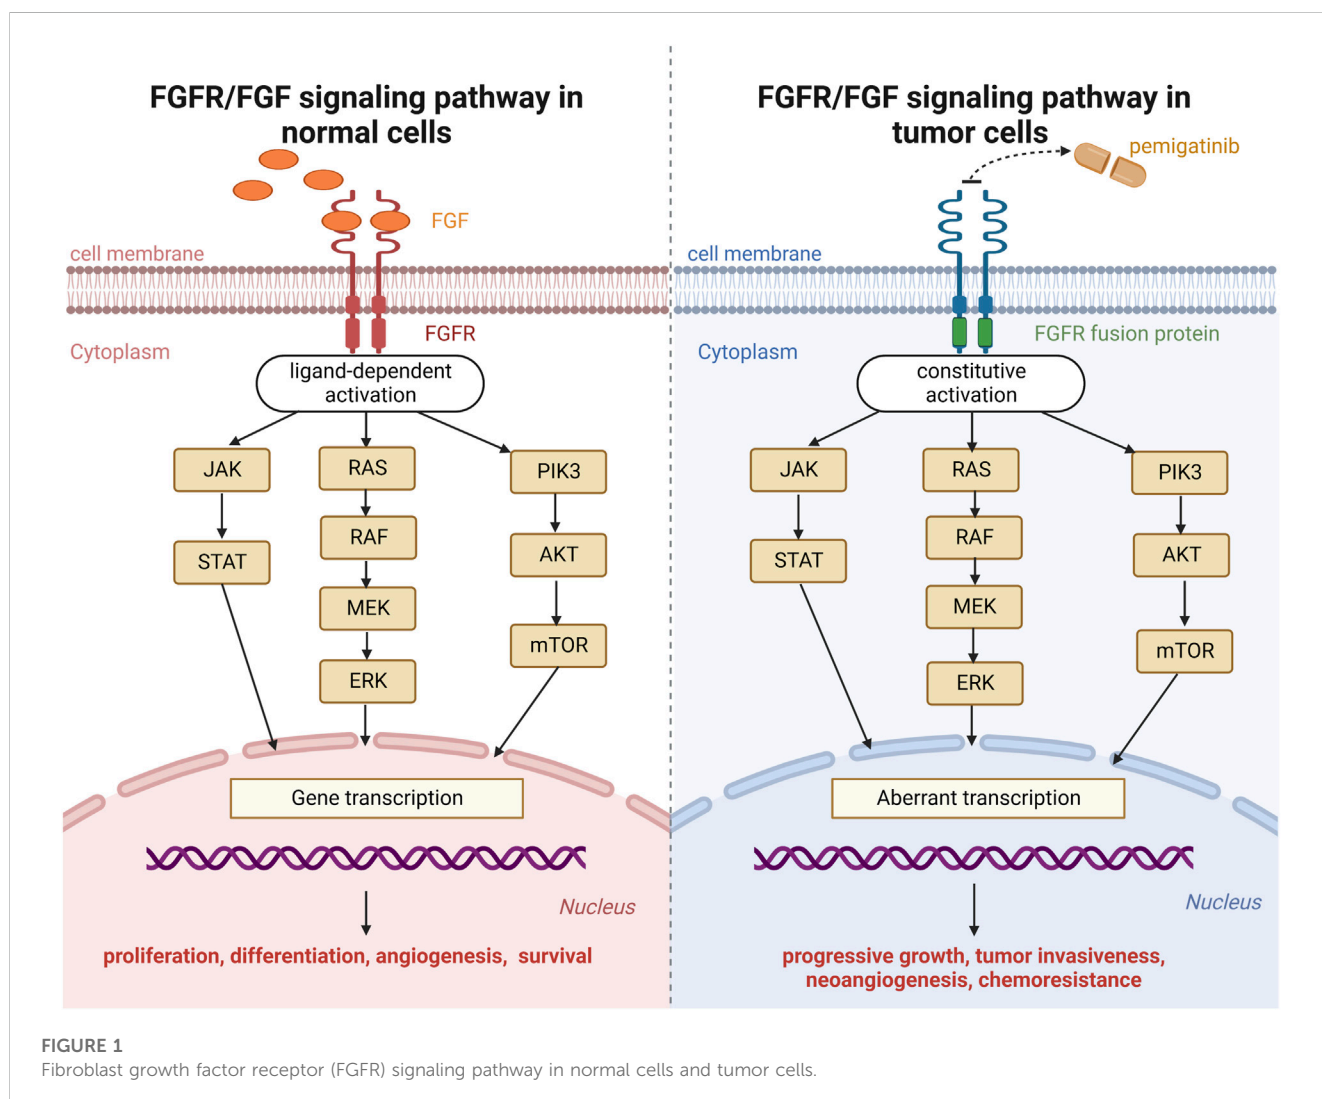 FGFR/FGF signaling pathway in
normal cells
FGF
cell membrane
FGFR
Cytoplasm
ligand-dependent
activation
JAK
RAS
PIK3
STAT
RAF
AKT
MEK
mTOR
ERK
Gene transcription
Nucleus
proliferation, differentiation, angiogenesis, survival
FGFR/FGF signaling pathway in
tumor cells
pemigatinib
cell membrane
FGFR fusion protein
Cytoplasm
constitutive
activation
JAK
RAS
PIK3
STAT
RAF
AKT
MEK
mTOR
ERK
Aberrant transcription
Nucleus
progressive growth, tumor invasiveness,
neoangiogenesis, chemoresistance
FIGURE 1
Fibroblast growth factor receptor (FGFR) signaling pathway in normal cells and tumor cells.